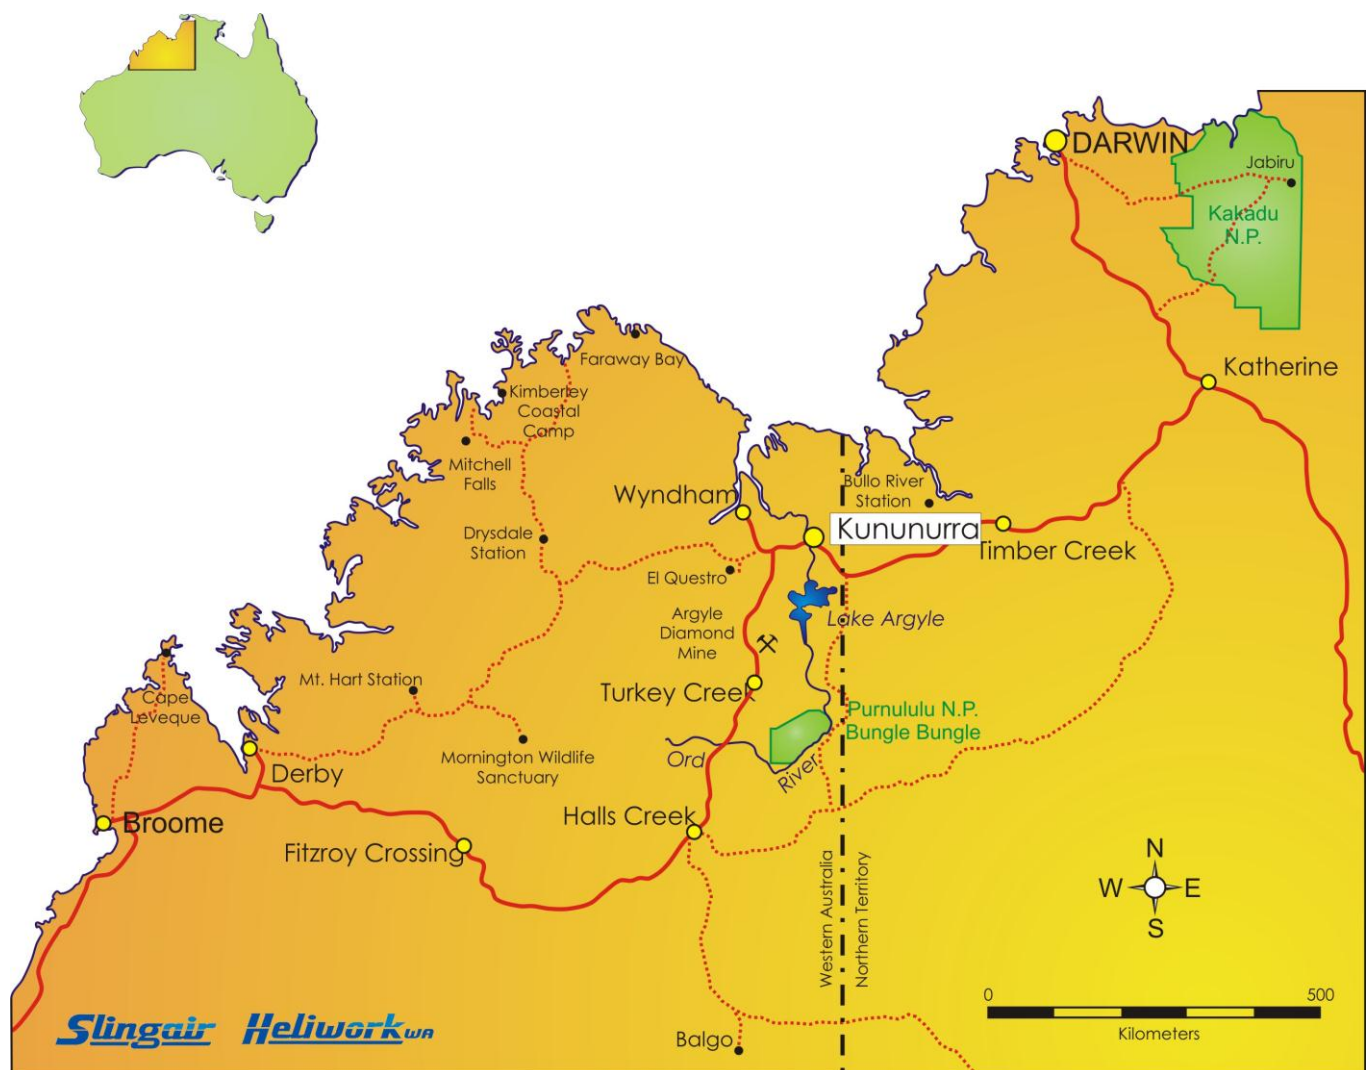 DARWIN
Jabiru
Kakadu
N.P.
Faraway Bay
Katherine
Kimberley
Coastal
Camp
Mitchell
Falls
Bullo River
Station
Wyndham
Kununurra
Drysdale
Station
Timber Creek
El Questro
Argyle
Diamond
Mine
Lake Argyle
Mt. Hart Station
Turkey Creek
Cape
Leveque
Purnululu N.P.
Bungle Bungle
Mornington Wildlife
Sanctuary
Ord
River
Derby
Halls Creek
Broome
Fitzroy Crossing
N
W
E
S
Western Australia
Northern Territory
0
500
Kilometers
Slingair
Heliwork WA
Balgo